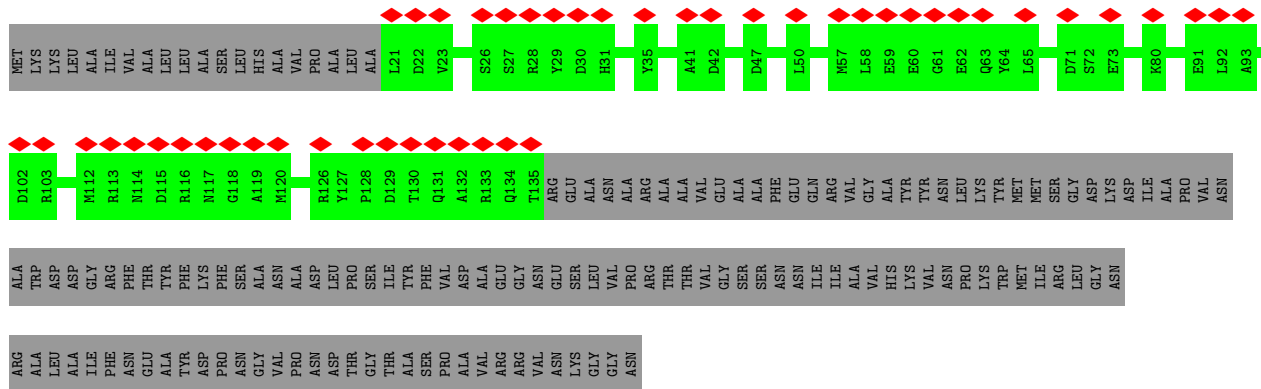 MET LYS LYS LEU ALA ILE VAL ALA LEU LEU ALA SER LEU HIS ALA VAL PRO ALA LEU ALA L21 D22 V23 S26 S27 R28 Y29 D30 H31 Y35 A41 D42 D47 L50 M57 L58 E59 E60 G61 E62 Q63 Y64 L65 D71 S72 E73 K80 E91 L92 A93
D102 R103 M112 R113 N114 D115 R116 N117 G118 A119 M120 R126 Y127 P128 D129 T130 Q131 A132 R133 Q134 T135 ARG GLU ALA ASN ALA ARG ALA ALA VAL GLU ALA ALA PHE GLU GLN ARG VAL GLY ALA TYR TYR ASN LEU LYS TYR MET MET SER GLY ASP LYS ASP ILE ALA PRO VAL ASN
ALA TRP ASP ASP GLY ARG PHE THR TYR PHE LYS PHE SER ALA ASN ALA ASP LEU PRO SER ILE TYR PHE VAL ASP ALA GLU GLY ASN GLU SER LEU VAL PRO ARG THR THR VAL GLY SER SER ASN ASN ILE ILE ALA VAL HIS LYS VAL ASN PRO LYS TRP MET ILE ARG LEU GLY ASN
ARG ALA LEU ALA ILE PHE ASN GLU ALA TYR ASP PRO ASN GLY VAL PRO ASN ASP THR GLY THR ALA SER PRO ALA VAL ARG ARG VAL ASN LYS GLY GLY ASN